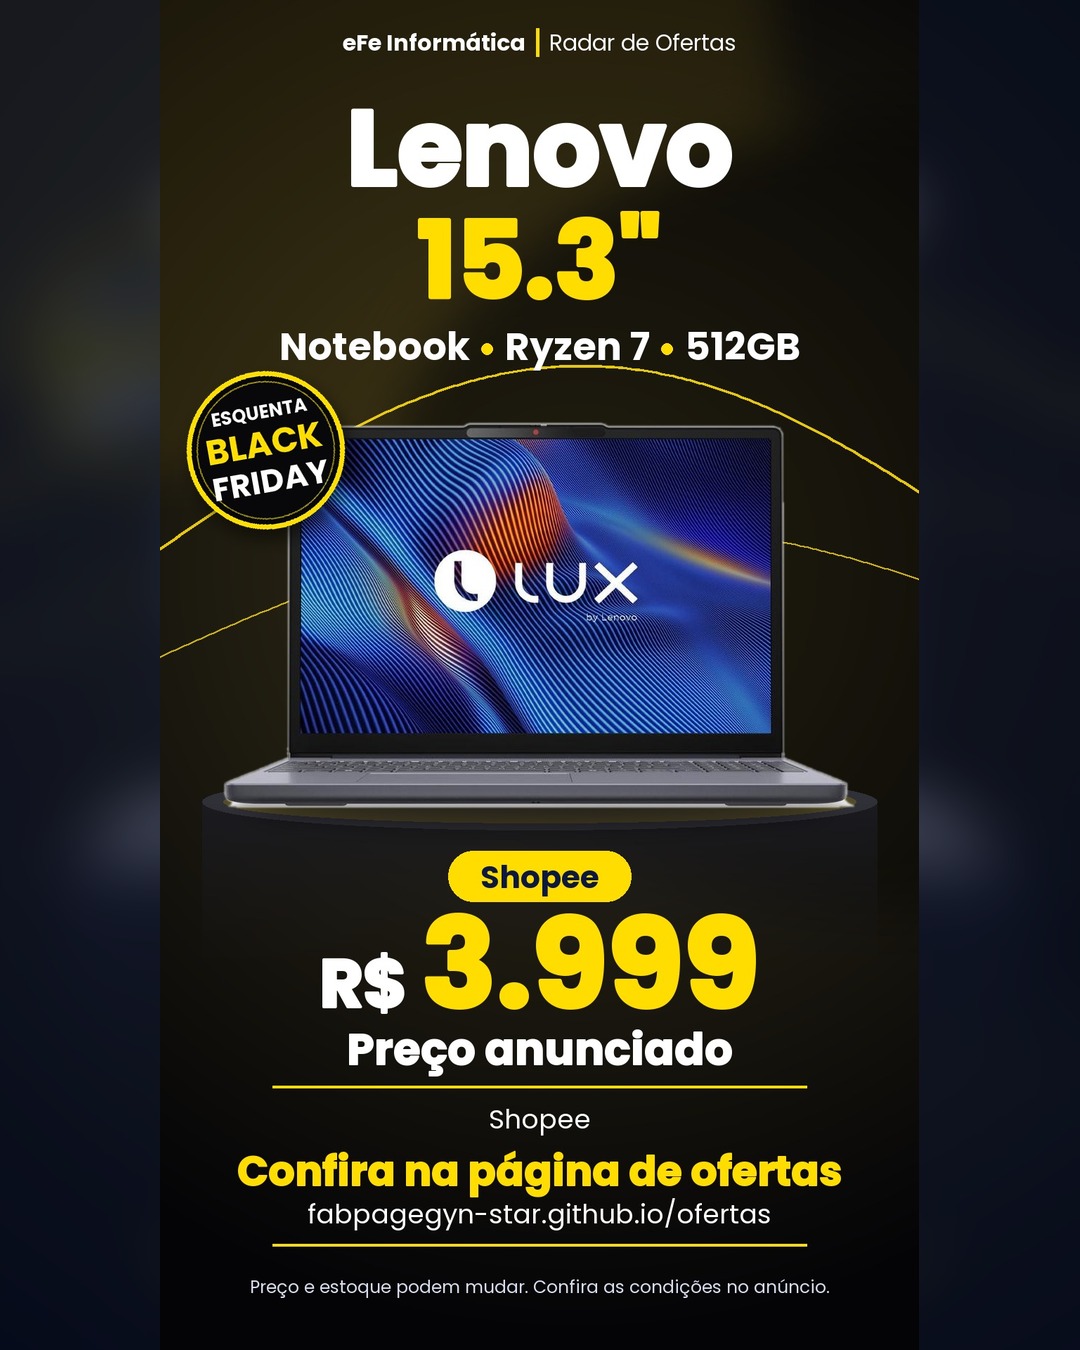 eFe Informática | Radar de Ofertas
Lenovo
15.3"
Notebook • Ryzen 7 • 512GB
ESQUENTA
BLACK
FRIDAY
L LUX
by Lenovo
Shopee
R$ 3.999
Preço anunciado
Shopee
Confira na página de ofertas
fabpagegyn-star.github.io/ofertas
Preço e estoque podem mudar. Confira as condições no anúncio.